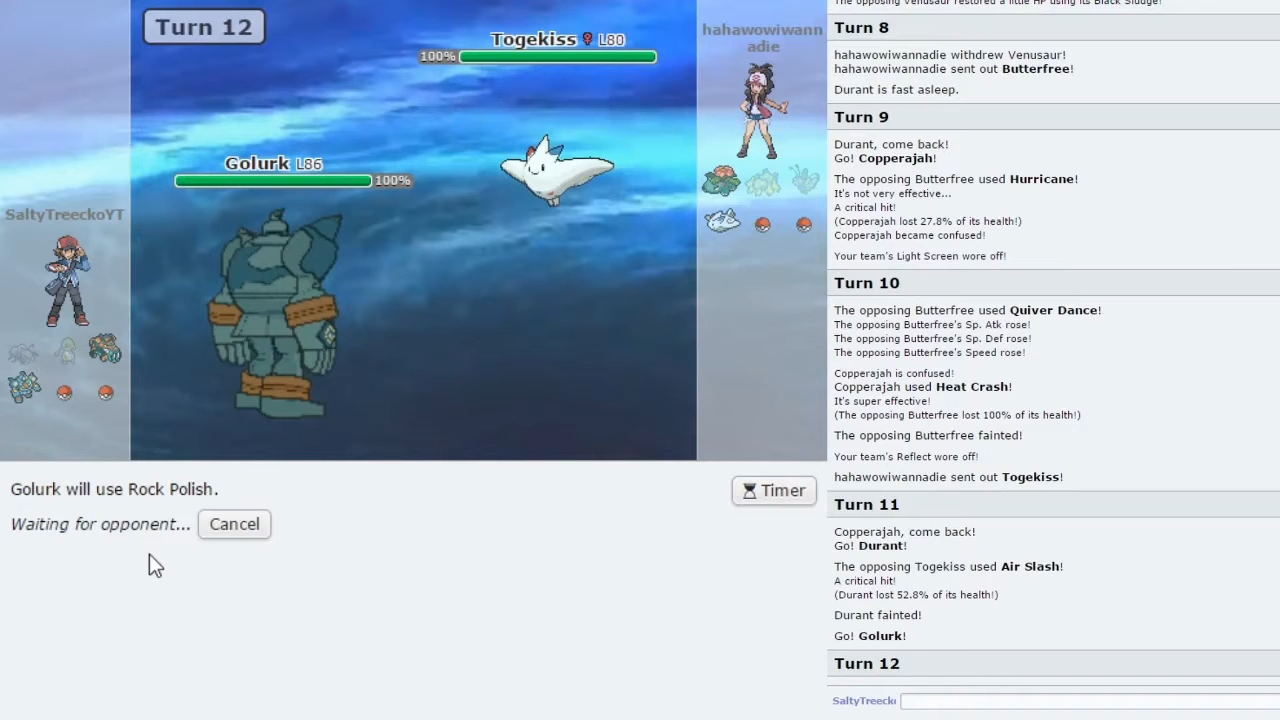 Turn 12
Togekiss L80
100%
hahawowiwann
adie
Golurk L86
100%
SaltyTreeckoYT
Golurk will use Rock Polish.
Timer
Waiting for opponent...
Cancel
The opposing Venusaur restored a little HP using its Black Sludge!
Turn 8
hahawowiwannadie withdrew Venusaur!
hahawowiwannadie sent out Butterfree!
Durant is fast asleep.
Turn 9
Durant, come back!
Go! Copperajah!
The opposing Butterfree used Hurricane!
It's not very effective...
A critical hit!
(Copperajah lost 27.8% of its health!)
Copperajah became confused!
Your team's Light Screen wore off!
Turn 10
The opposing Butterfree used Quiver Dance!
The opposing Butterfree's Sp. Atk rose!
The opposing Butterfree's Sp. Def rose!
The opposing Butterfree's Speed rose!
Copperajah is confused!
Copperajah used Heat Crash!
It's super effective!
(The opposing Butterfree lost 100% of its health!)
The opposing Butterfree fainted!
Your team's Reflect wore off!
hahawowiwannadie sent out Togekiss!
Turn 11
Copperajah, come back!
Go! Durant!
The opposing Togekiss used Air Slash!
A critical hit!
(Durant lost 52.8% of its health!)
Durant fainted!
Go! Golurk!
Turn 12
SaltyTreecko